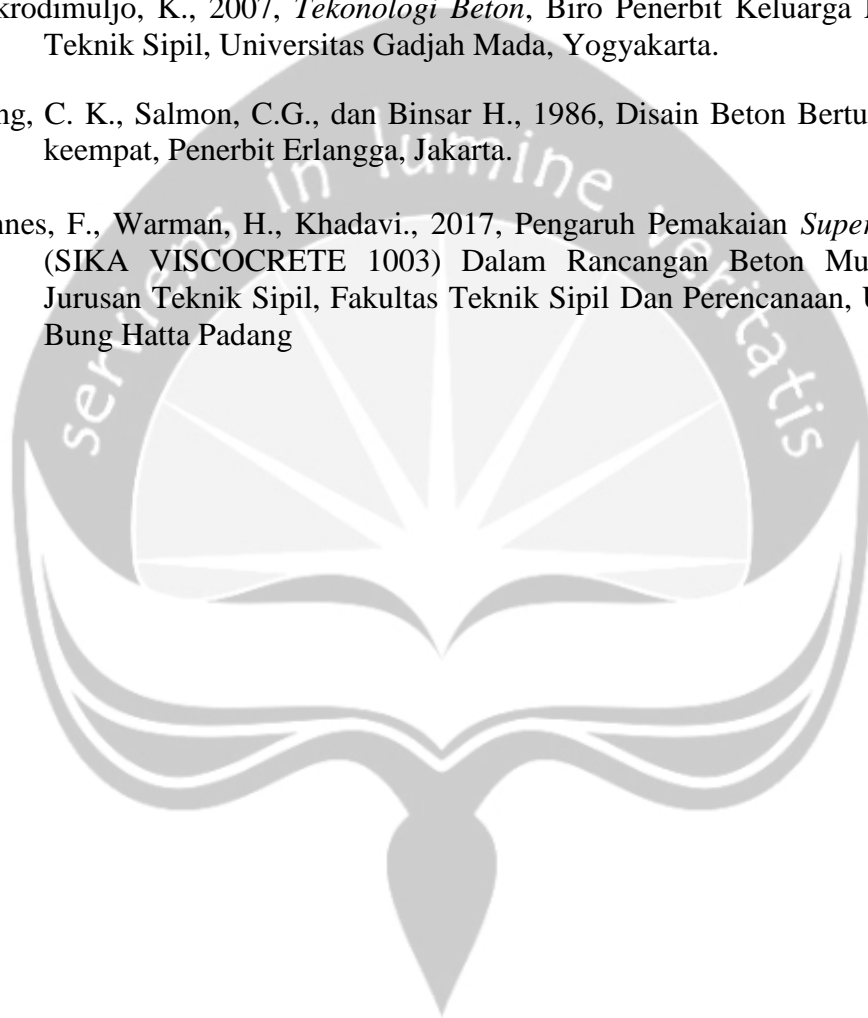 krodimuljo, K., 2007, Tekonologi Beton, Biro Penerbit Keluarga
Teknik Sipil, Universitas Gadjah Mada, Yogyakarta.
ng, C. K., Salmon, C.G., dan Binsar H., 1986, Disain Beton Bertu
keempat, Penerbit Erlangga, Jakarta.
nnes, F., Warman, H., Khadavi., 2017, Pengaruh Pemakaian Super
(SIKA VISCOCRETE 1003) Dalam Rancangan Beton Mu
Jurusan Teknik Sipil, Fakultas Teknik Sipil Dan Perencanaan, U
Bung Hatta Padang
serviens in lumine veritatis